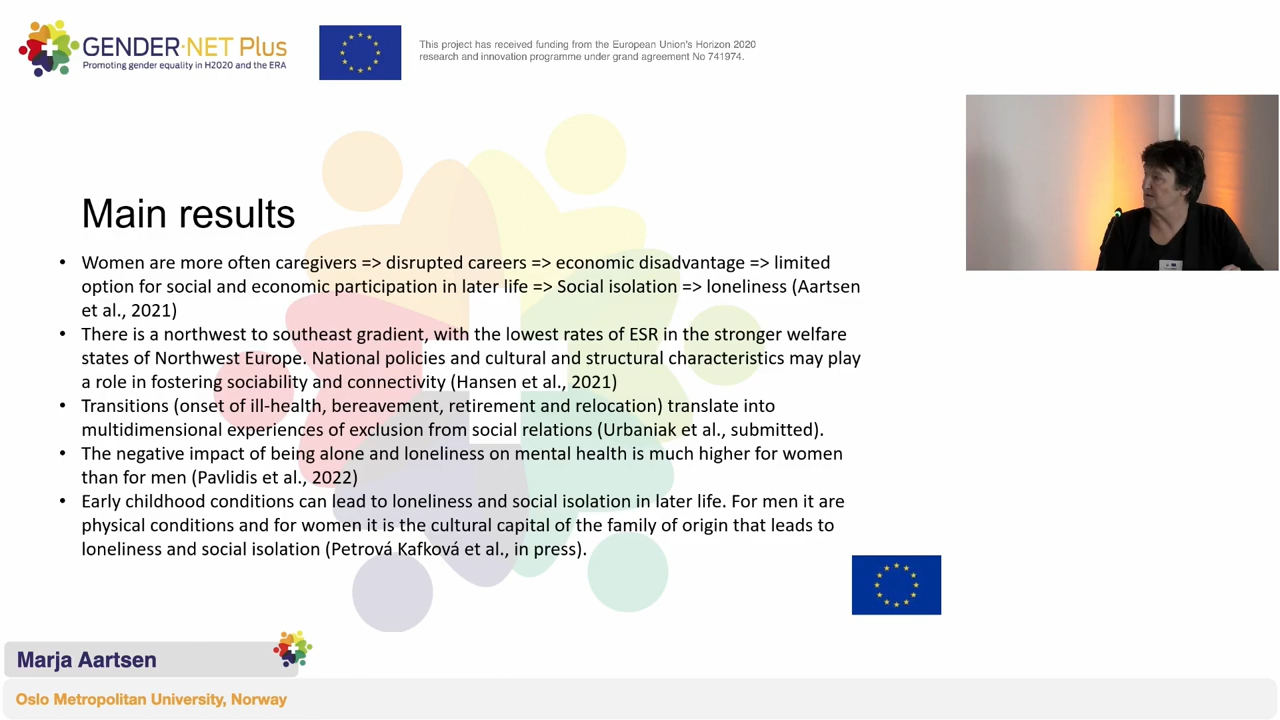 GENDER·NET Plus
Promoting gender equality in H2020 and the ERA
This project has received funding from the European Union's Horizon 2020
research and innovation programme under grand agreement No 741974.
Main results
• Women are more often caregivers => disrupted careers => economic disadvantage => limited
option for social and economic participation in later life => Social isolation => loneliness (Aartsen
et al., 2021)
• There is a northwest to southeast gradient, with the lowest rates of ESR in the stronger welfare
states of Northwest Europe. National policies and cultural and structural characteristics may play
a role in fostering sociability and connectivity (Hansen et al., 2021)
• Transitions (onset of ill-health, bereavement, retirement and relocation) translate into
multidimensional experiences of exclusion from social relations (Urbaniak et al., submitted).
• The negative impact of being alone and loneliness on mental health is much higher for women
than for men (Pavlidis et al., 2022)
• Early childhood conditions can lead to loneliness and social isolation in later life. For men it are
physical conditions and for women it is the cultural capital of the family of origin that leads to
loneliness and social isolation (Petrová Kafková et al., in press).
Marja Aartsen
Oslo Metropolitan University, Norway